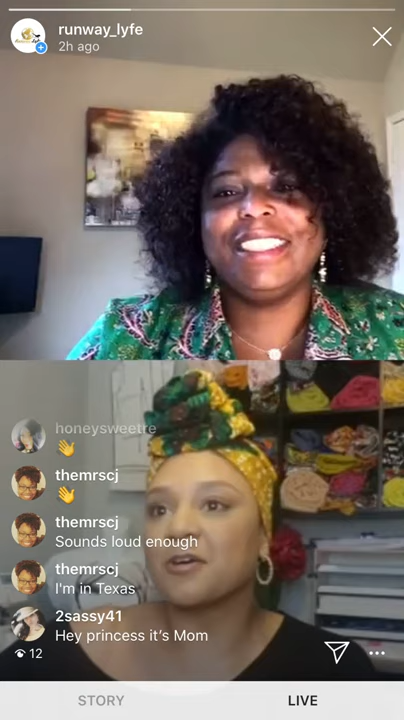 runway_lyfe
2h ago
honeysweetre
👋
themrscj
👋
themrscj
Sounds loud enough
themrscj
I'm in Texas
2sassy41
Hey princess it's Mom
12
STORY
LIVE